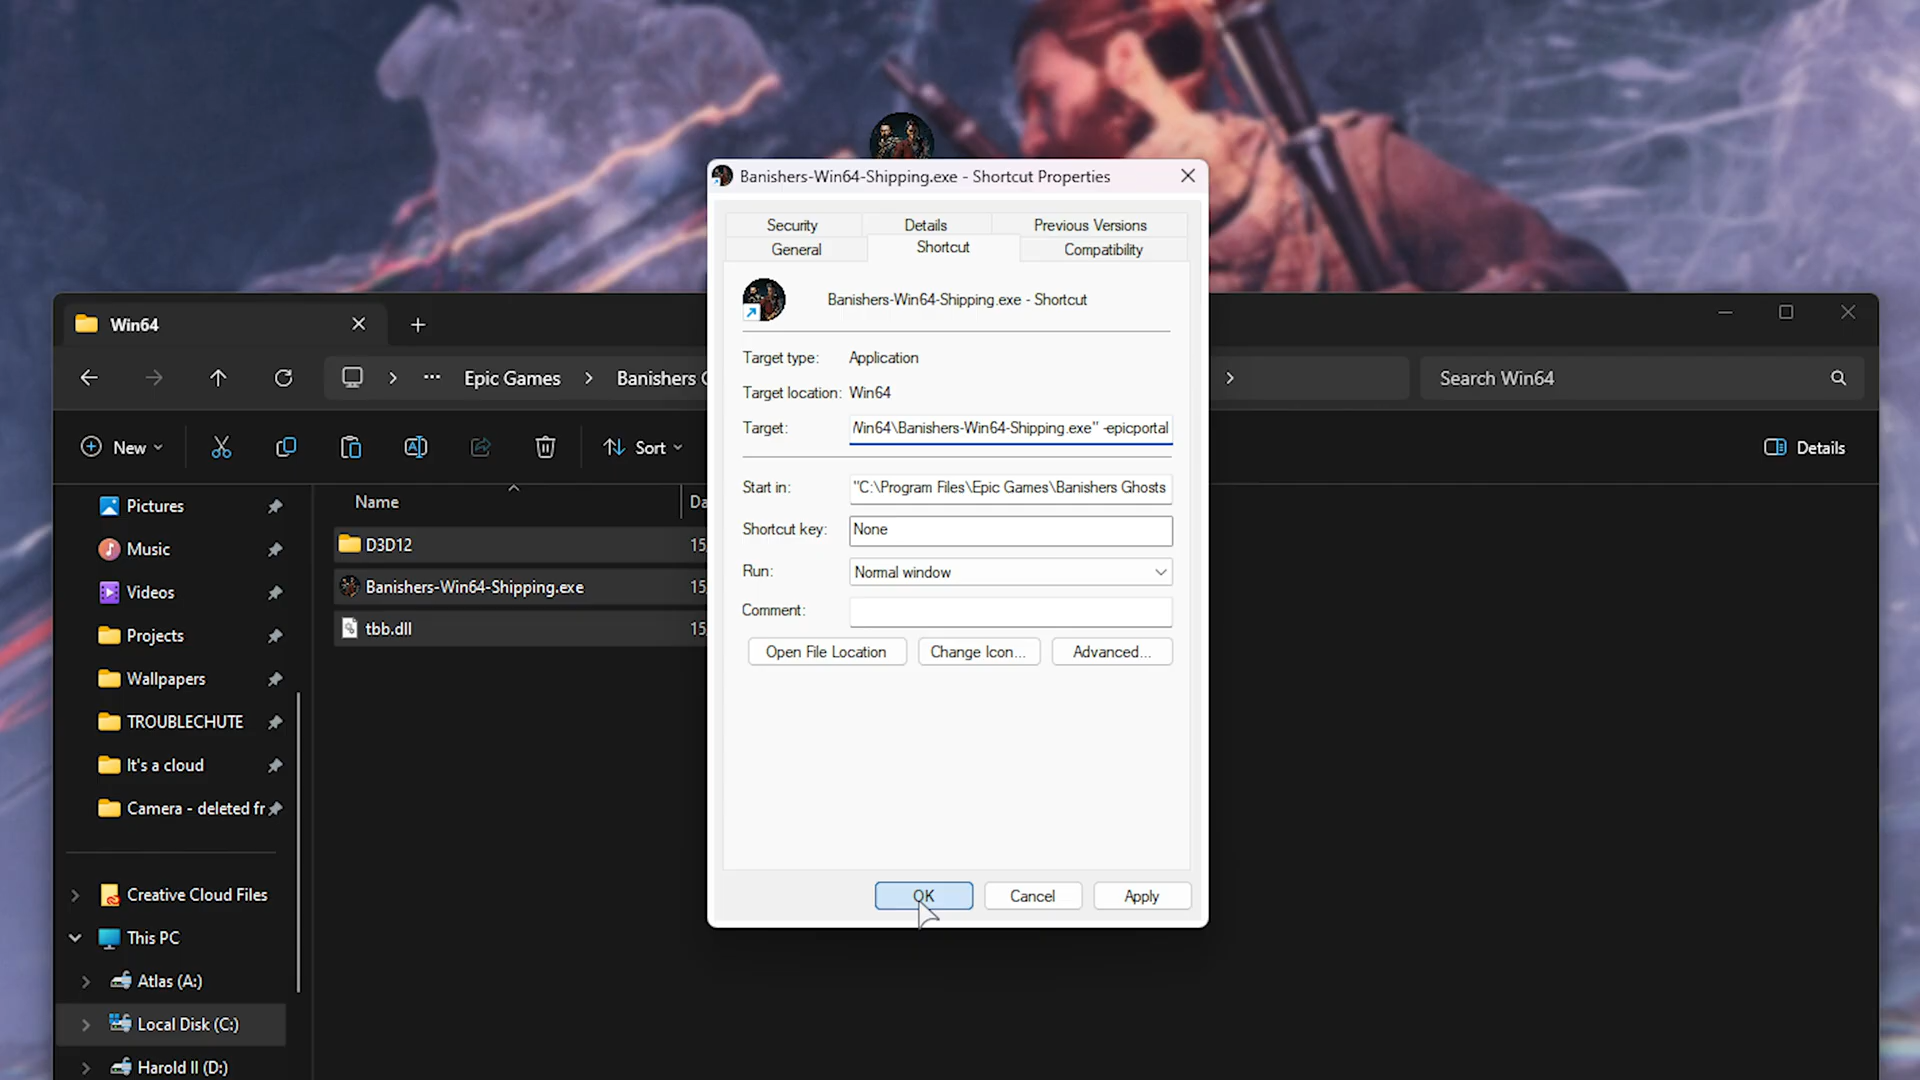 Banishers-Win64-Shipping.exe - Shortcut Properties
Security
Details
Previous Versions
General
Shortcut
Compatibility
Banishers-Win64-Shipping.exe - Shortcut
Target type: Application
Target location: Win64
Target: Win64\Banishers-Win64-Shipping.exe" -epicportal
Start in: "C:\Program Files\Epic Games\Banishers Ghosts
Shortcut key: None
Run: Normal window
Comment:
Open File Location
Change Icon...
Advanced...
OK
Cancel
Apply
Win64
... Epic Games > Banishers G
Search Win64
New
Sort
Details
Name
Da
D3D12 15/
Banishers-Win64-Shipping.exe 15/
tbb.dll 15/
Pictures
Music
Videos
Projects
Wallpapers
TROUBLECHUTE
It's a cloud
Camera - deleted fr
Creative Cloud Files
This PC
Atlas (A:)
Local Disk (C:)
Harold II (D:)